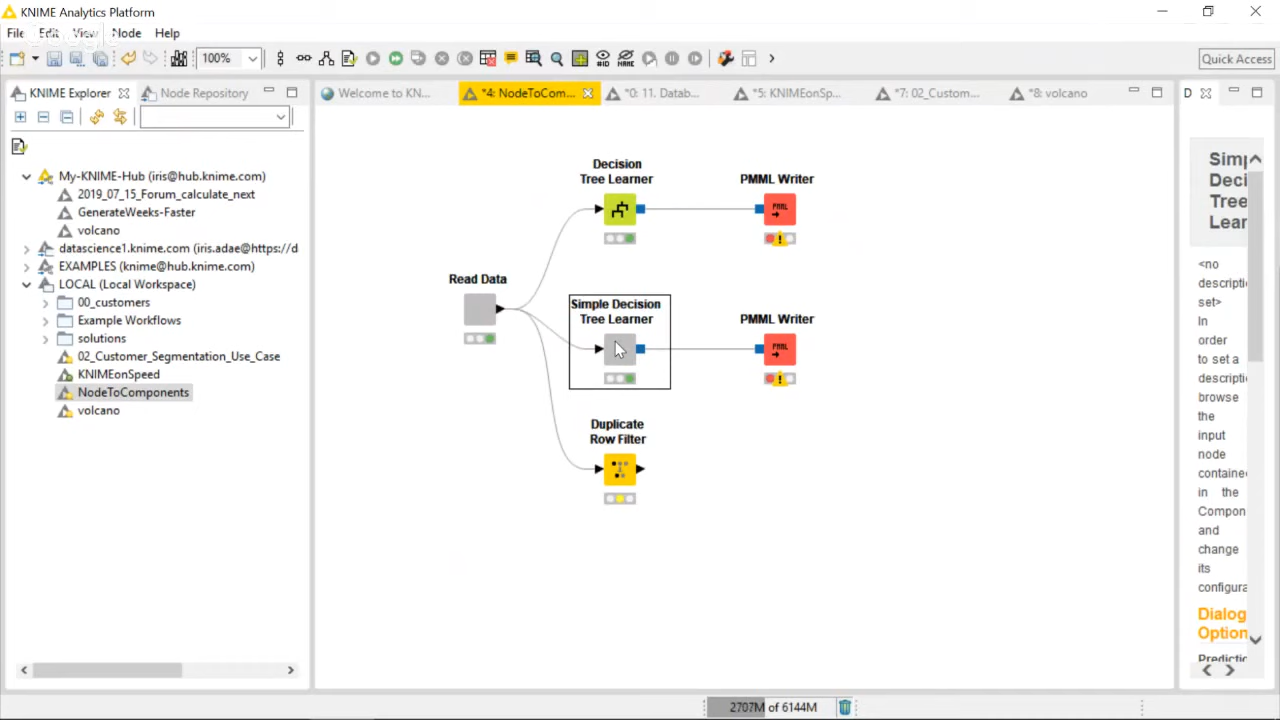 KNIME Analytics Platform
File Edit View Node Help
100%
Quick Access
KNIME Explorer
Node Repository
Welcome to KN...
*4: NodeToCom...
*0: 11. Datab...
*5: KNIMEonSp...
*7: 02_Custom...
*8: volcano
D
My-KNIME-Hub (iris@hub.knime.com)
2019_07_15_Forum_calculate_next
GenerateWeeks-Faster
volcano
datascience1.knime.com (iris.adae@https://d
EXAMPLES (knime@hub.knime.com)
LOCAL (Local Workspace)
00_customers
Example Workflows
solutions
02_Customer_Segmentation_Use_Case
KNIMEonSpeed
NodeToComponents
volcano
Decision
Tree Learner
PMML Writer
PMML
Read Data
Simple Decision
Tree Learner
PMML Writer
PMML
Duplicate
Row Filter
Simp
Deci
Tree
Lear
<no
descripti
set>
In
order
to set a
descripti
browse
the
input
node
containe
in the
Compon
and
change
its
configura
Dialog
Option
Predictio
2707M of 6144M